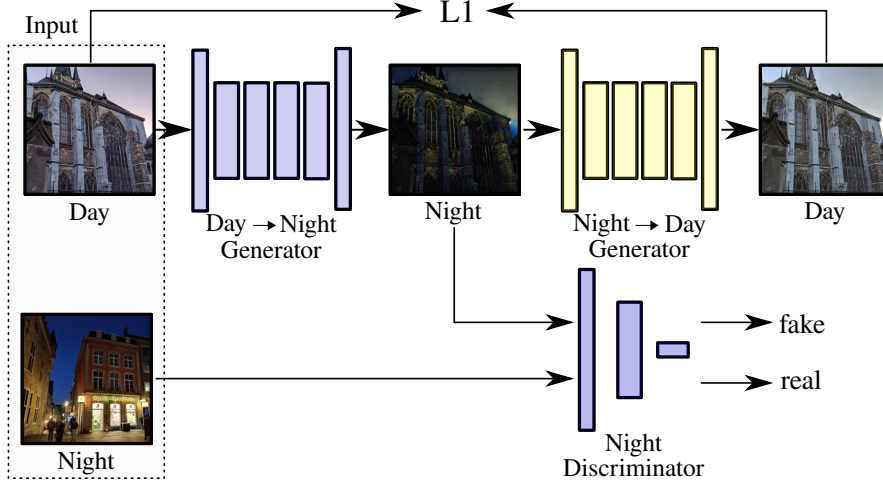 Input
L1
Day
Day → Night
Generator
Night
Night → Day
Generator
Day
Night
fake
real
Night
Discriminator